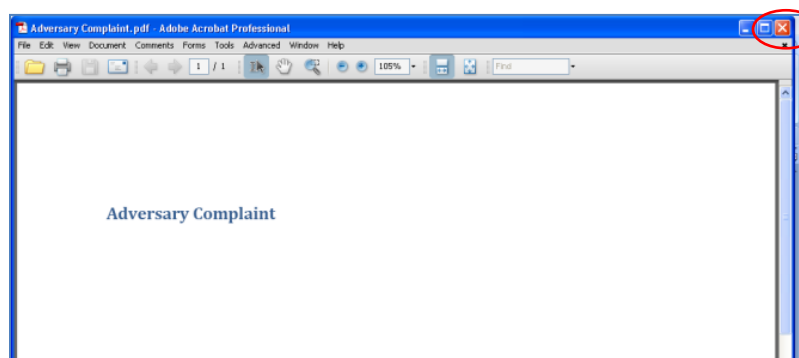 Adversary Complaint.pdf - Adobe Acrobat Professional
File Edit View Document Comments Forms Tools Advanced Window Help
1 / 1 105% Find
Adversary Complaint